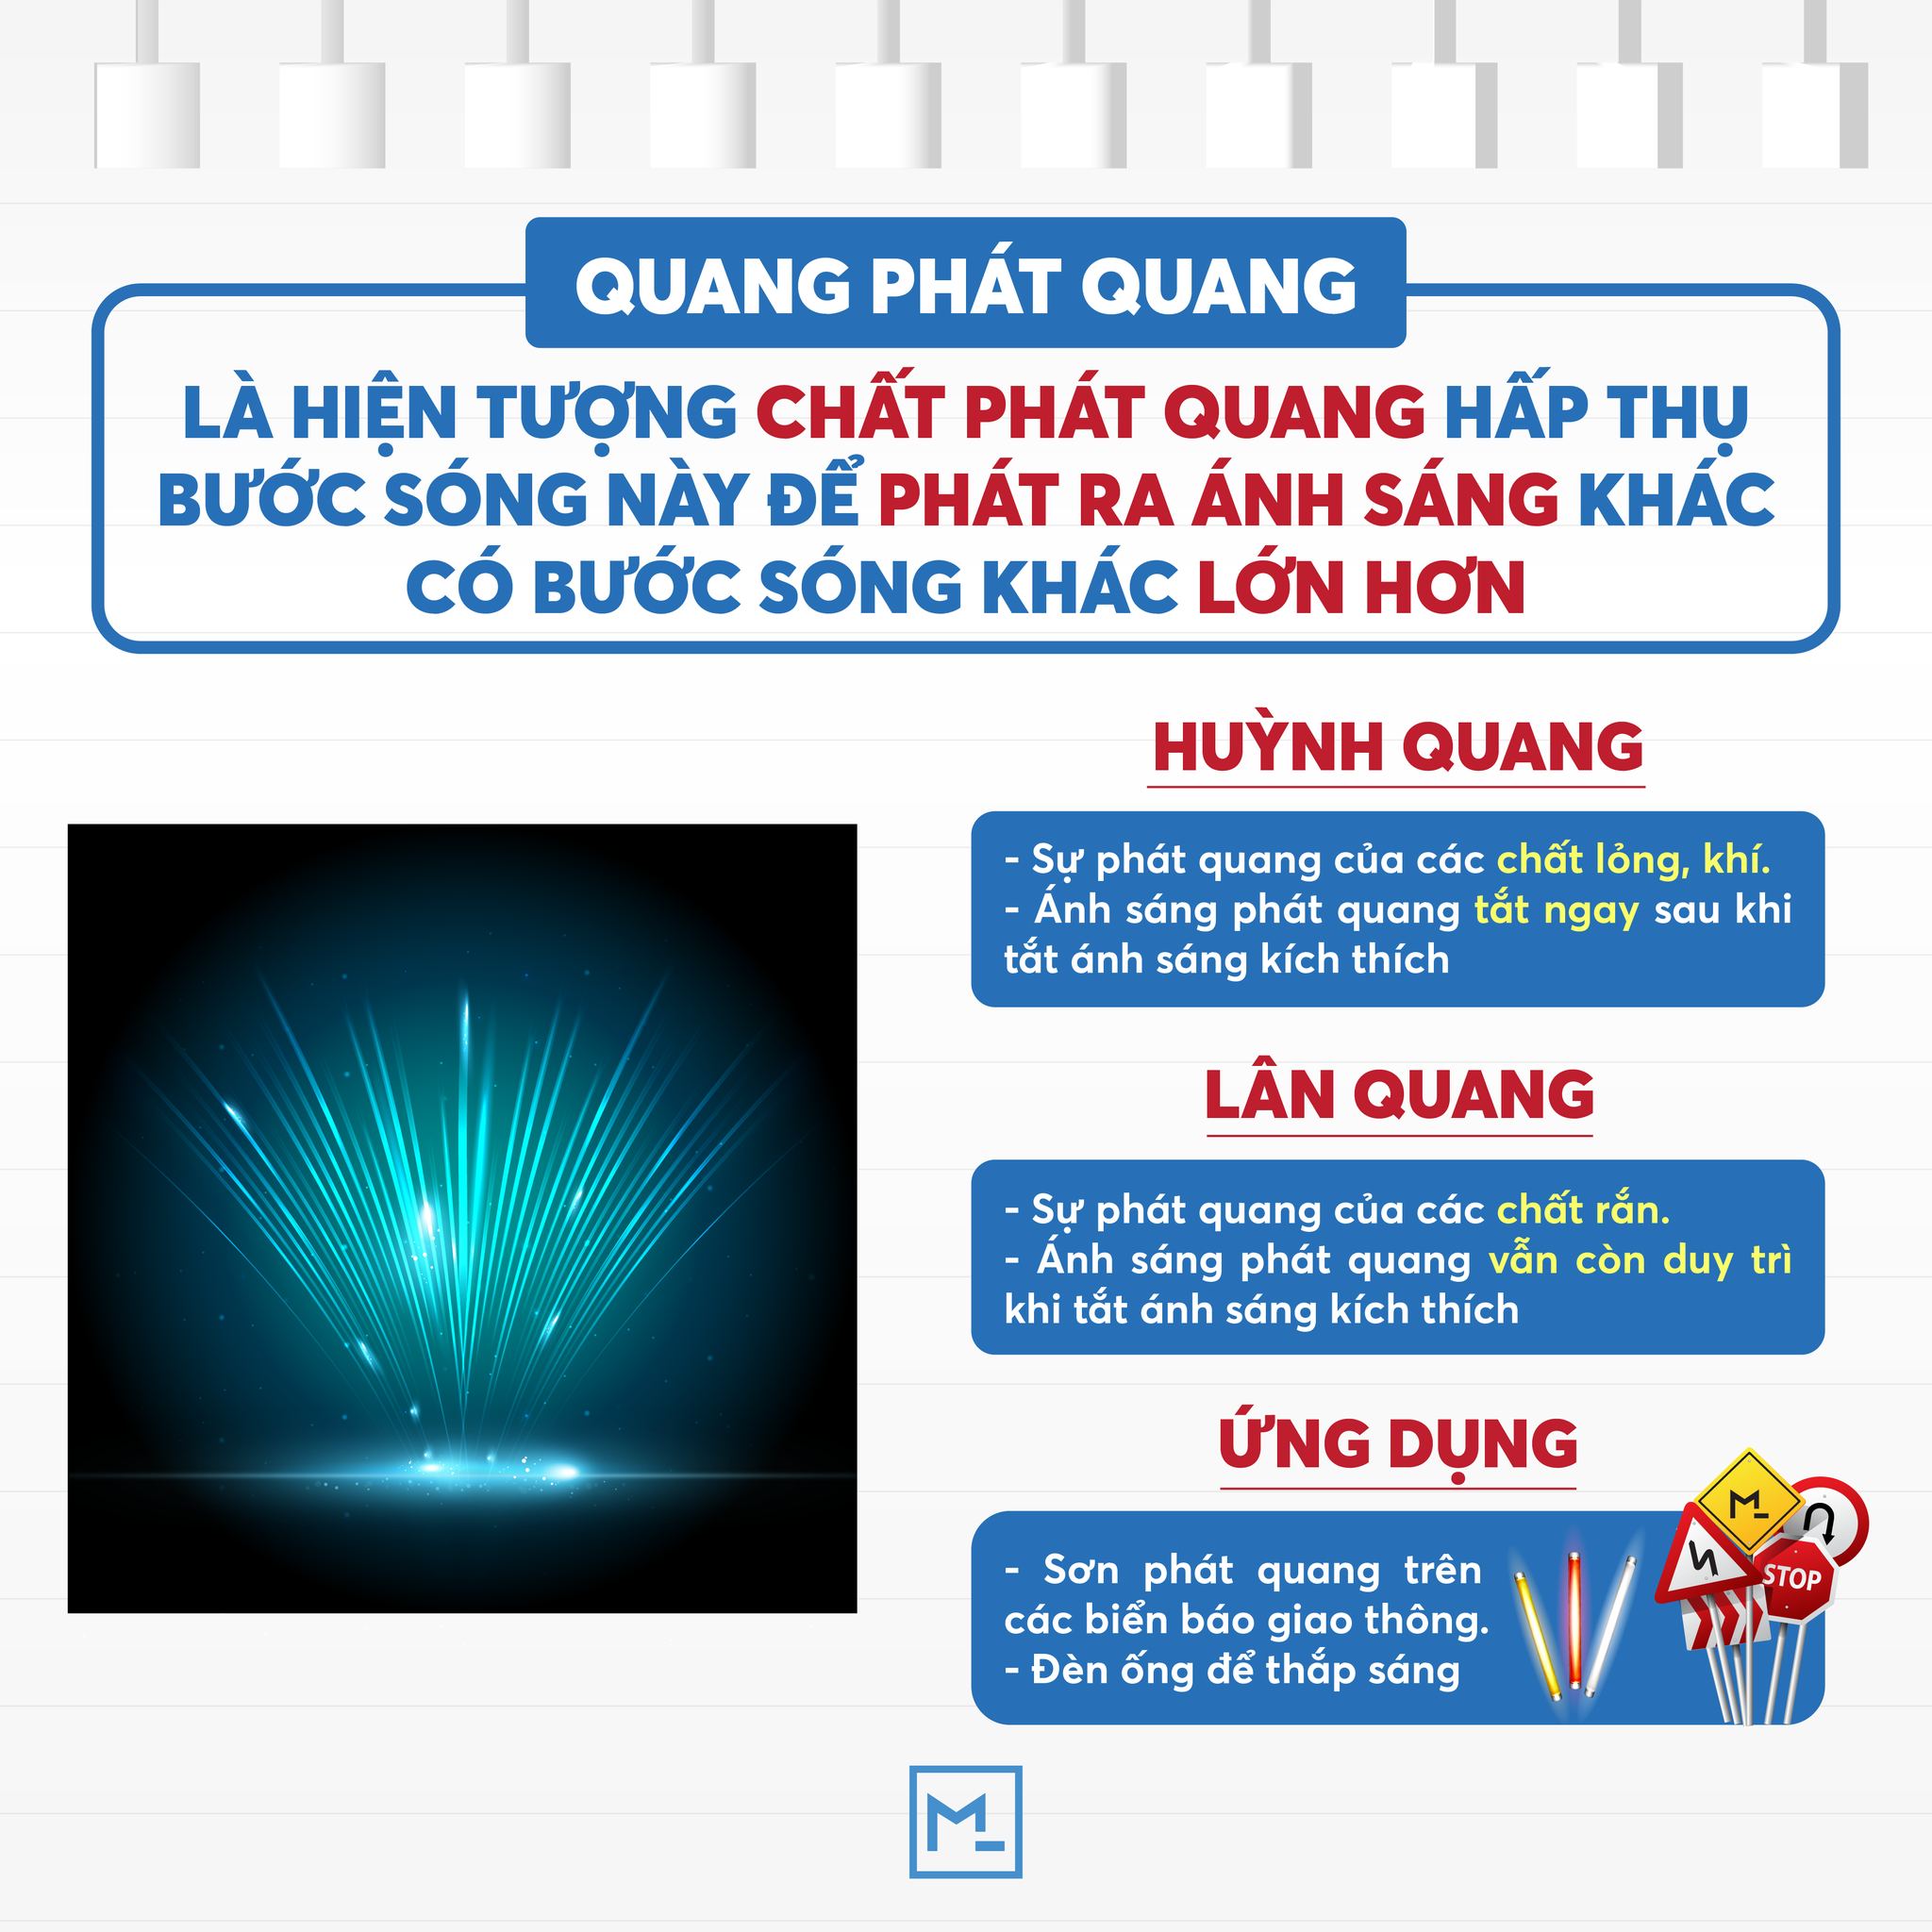 QUANG PHÁT QUANG
LÀ HIỆN TƯỢNG CHẤT PHÁT QUANG HẤP THỤ
BƯỚC SÓNG NÀY ĐỂ PHÁT RA ÁNH SÁNG KHÁC
CÓ BƯỚC SÓNG KHÁC LỚN HƠN
HUỲNH QUANG
- Sự phát quang của các chất lỏng, khí.
- Ánh sáng phát quang tắt ngay sau khi
tắt ánh sáng kích thích
LÂN QUANG
- Sự phát quang của các chất rắn.
- Ánh sáng phát quang vẫn còn duy trì
khi tắt ánh sáng kích thích
ỨNG DỤNG
- Sơn phát quang trên
các biển báo giao thông.
- Đèn ống để thắp sáng
M_
STOP
M_